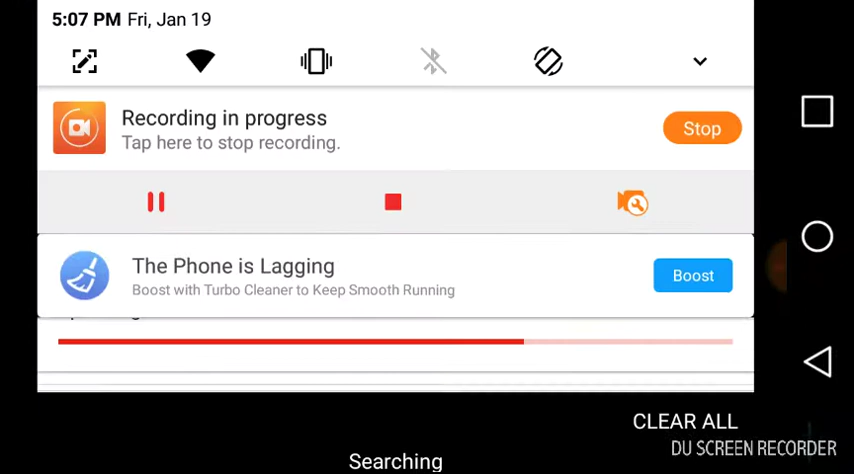 5:07 PM Fri, Jan 19
Recording in progress
Tap here to stop recording.
Stop
The Phone is Lagging
Boost with Turbo Cleaner to Keep Smooth Running
Boost
CLEAR ALL
DU SCREEN RECORDER
Searching